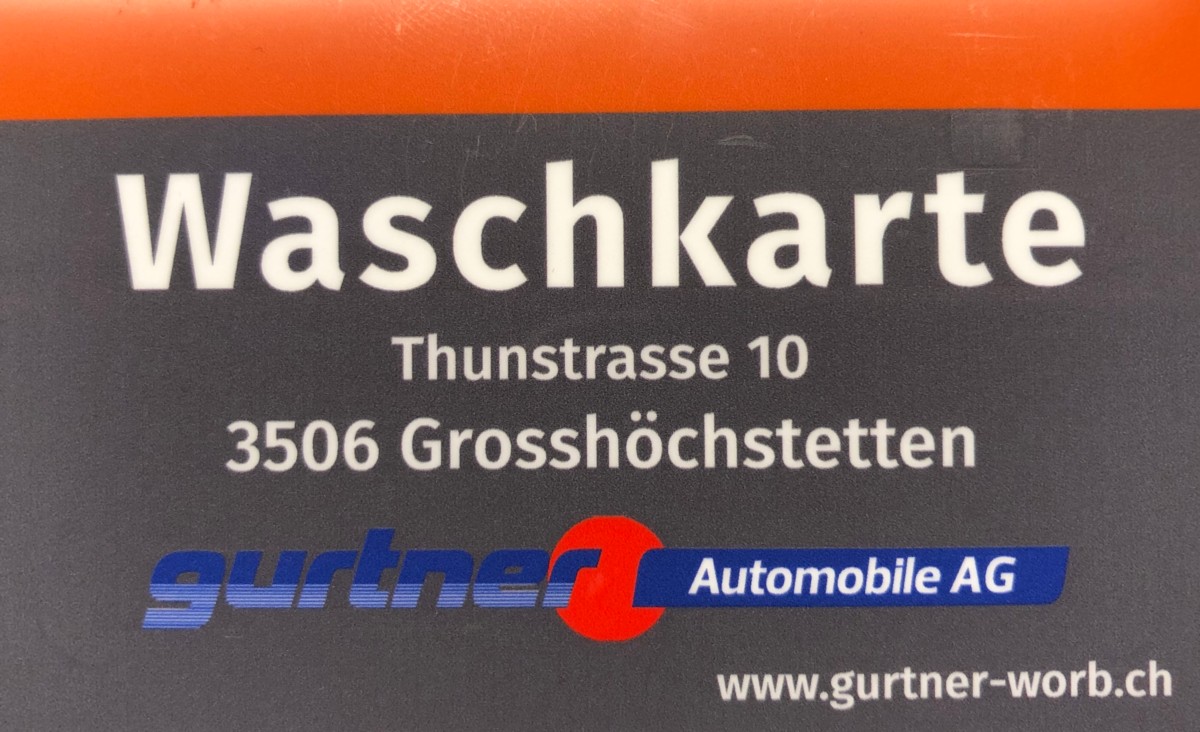 Waschkarte
Thunstrasse 10
3506 Grosshöchstetten
gurtner Automobile AG
www.gurtner-worb.ch